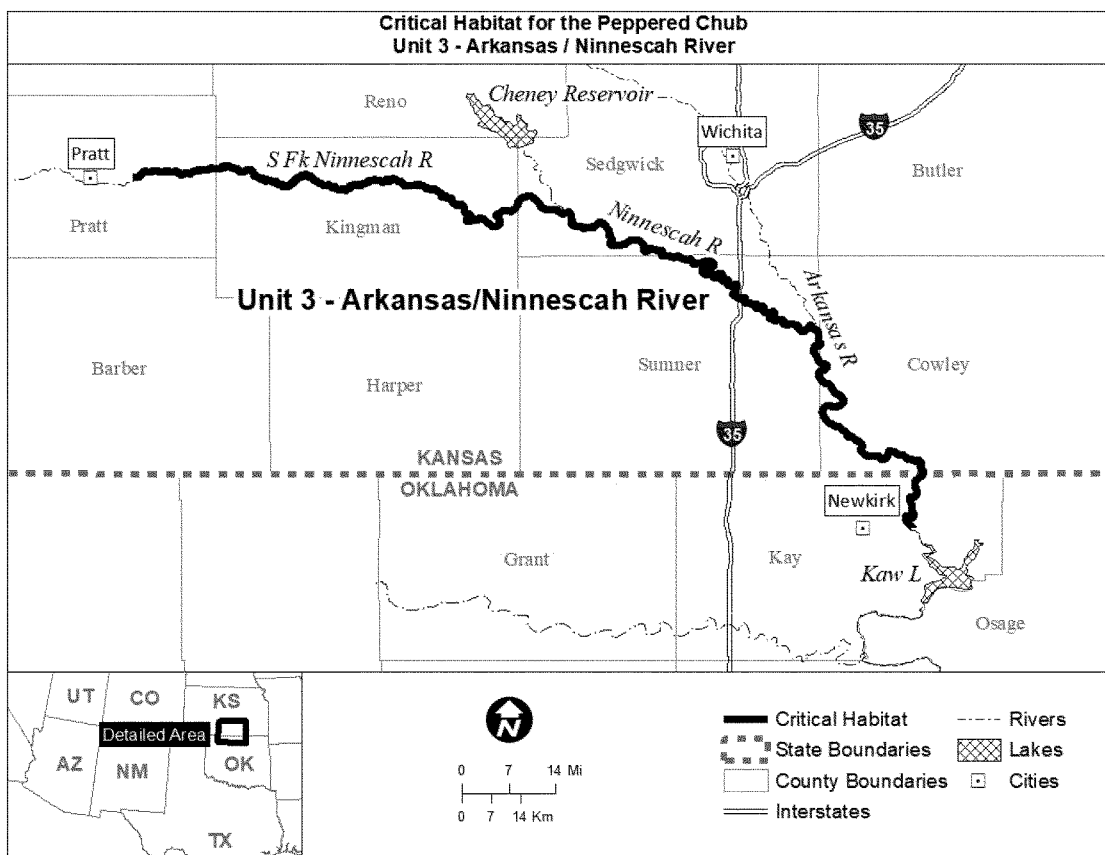 Critical Habitat for the Peppered Chub
Unit 3 - Arkansas / Ninnescah River
Reno
Cheney Reservoir
Wichita
35
Pratt
S Fk Ninnescah R
Sedgwick
Butler
Pratt
Kingman
Ninnescah R
Unit 3 - Arkansas/Ninnescah River
Arkansas R
Barber
Harper
Sumner
Cowley
35
KANSAS
OKLAHOMA
Newkirk
Grant
Kay
Kaw L
Osage
UT
CO
KS
Detailed Area
AZ
NM
OK
TX
N
0 7 14 Mi
0 7 14 Km
Critical Habitat
State Boundaries
County Boundaries
Interstates
Rivers
Lakes
Cities